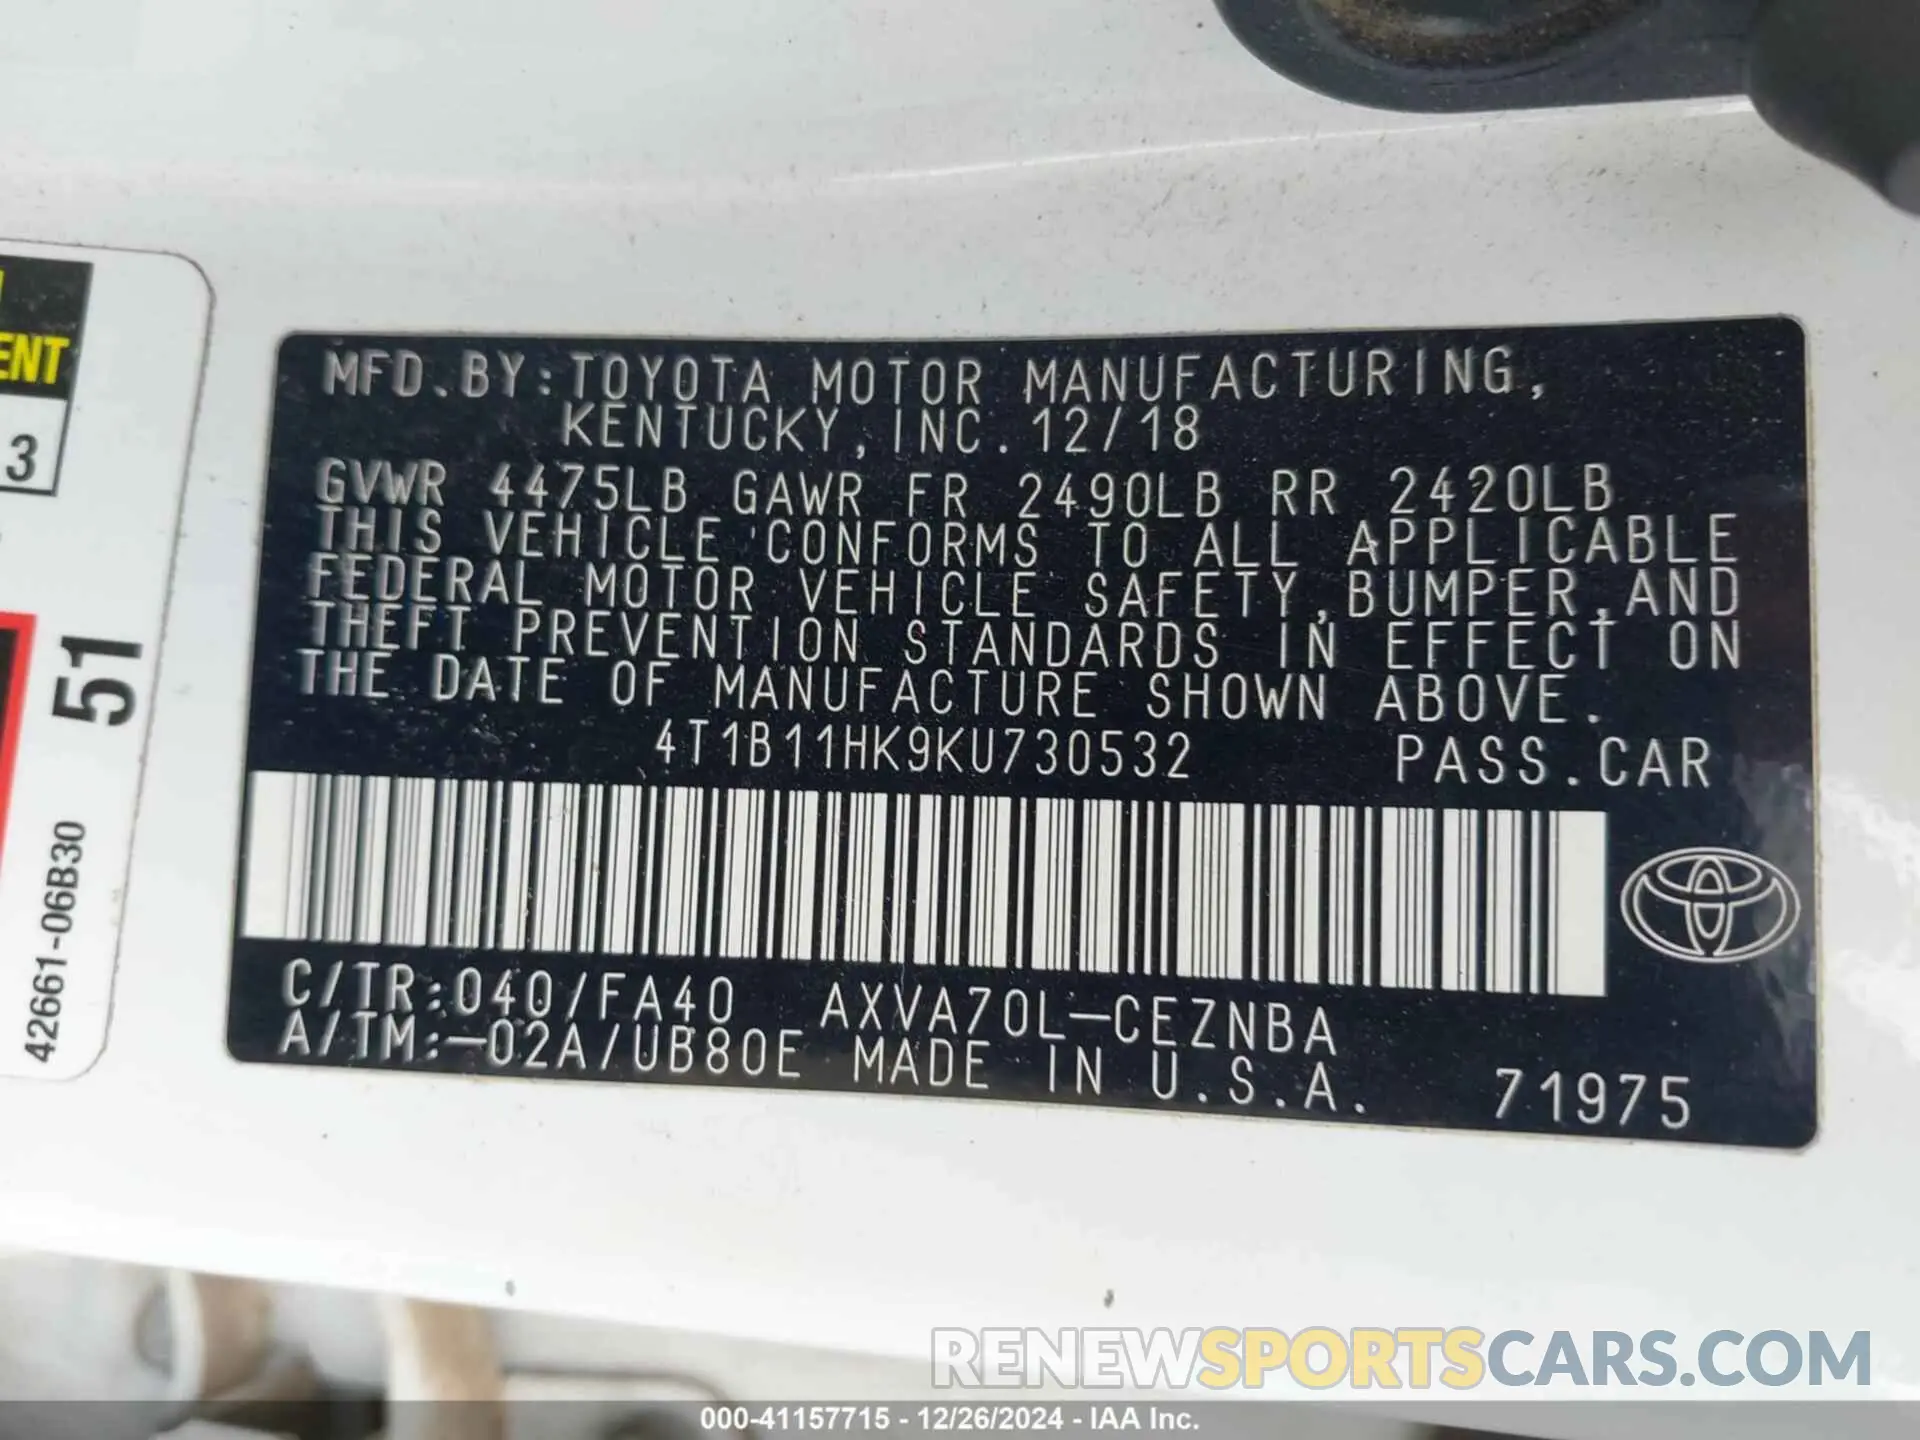 ENT
3
51
42661-06B30
MFD.BY:TOYOTA MOTOR MANUFACTURING,
KENTUCKY,INC.12/18
GVWR 4475LB GAWR FR 2490LB RR 2420LB
THIS VEHICLE CONFORMS TO ALL APPLICABLE
FEDERAL MOTOR VEHICLE SAFETY,BUMPER,AND
THEFT PREVENTION STANDARDS IN EFFECT ON
THE DATE OF MANUFACTURE SHOWN ABOVE.
4T1B11HK9KU730532 PASS.CAR
C/TR:040/FA40 AXVA70L-CEZNBA
A/TM:-02A/UB80E MADE IN U.S.A. 71975
RENEWSPORTSCARS.COM
000-41157715 - 12/26/2024 - IAA Inc.